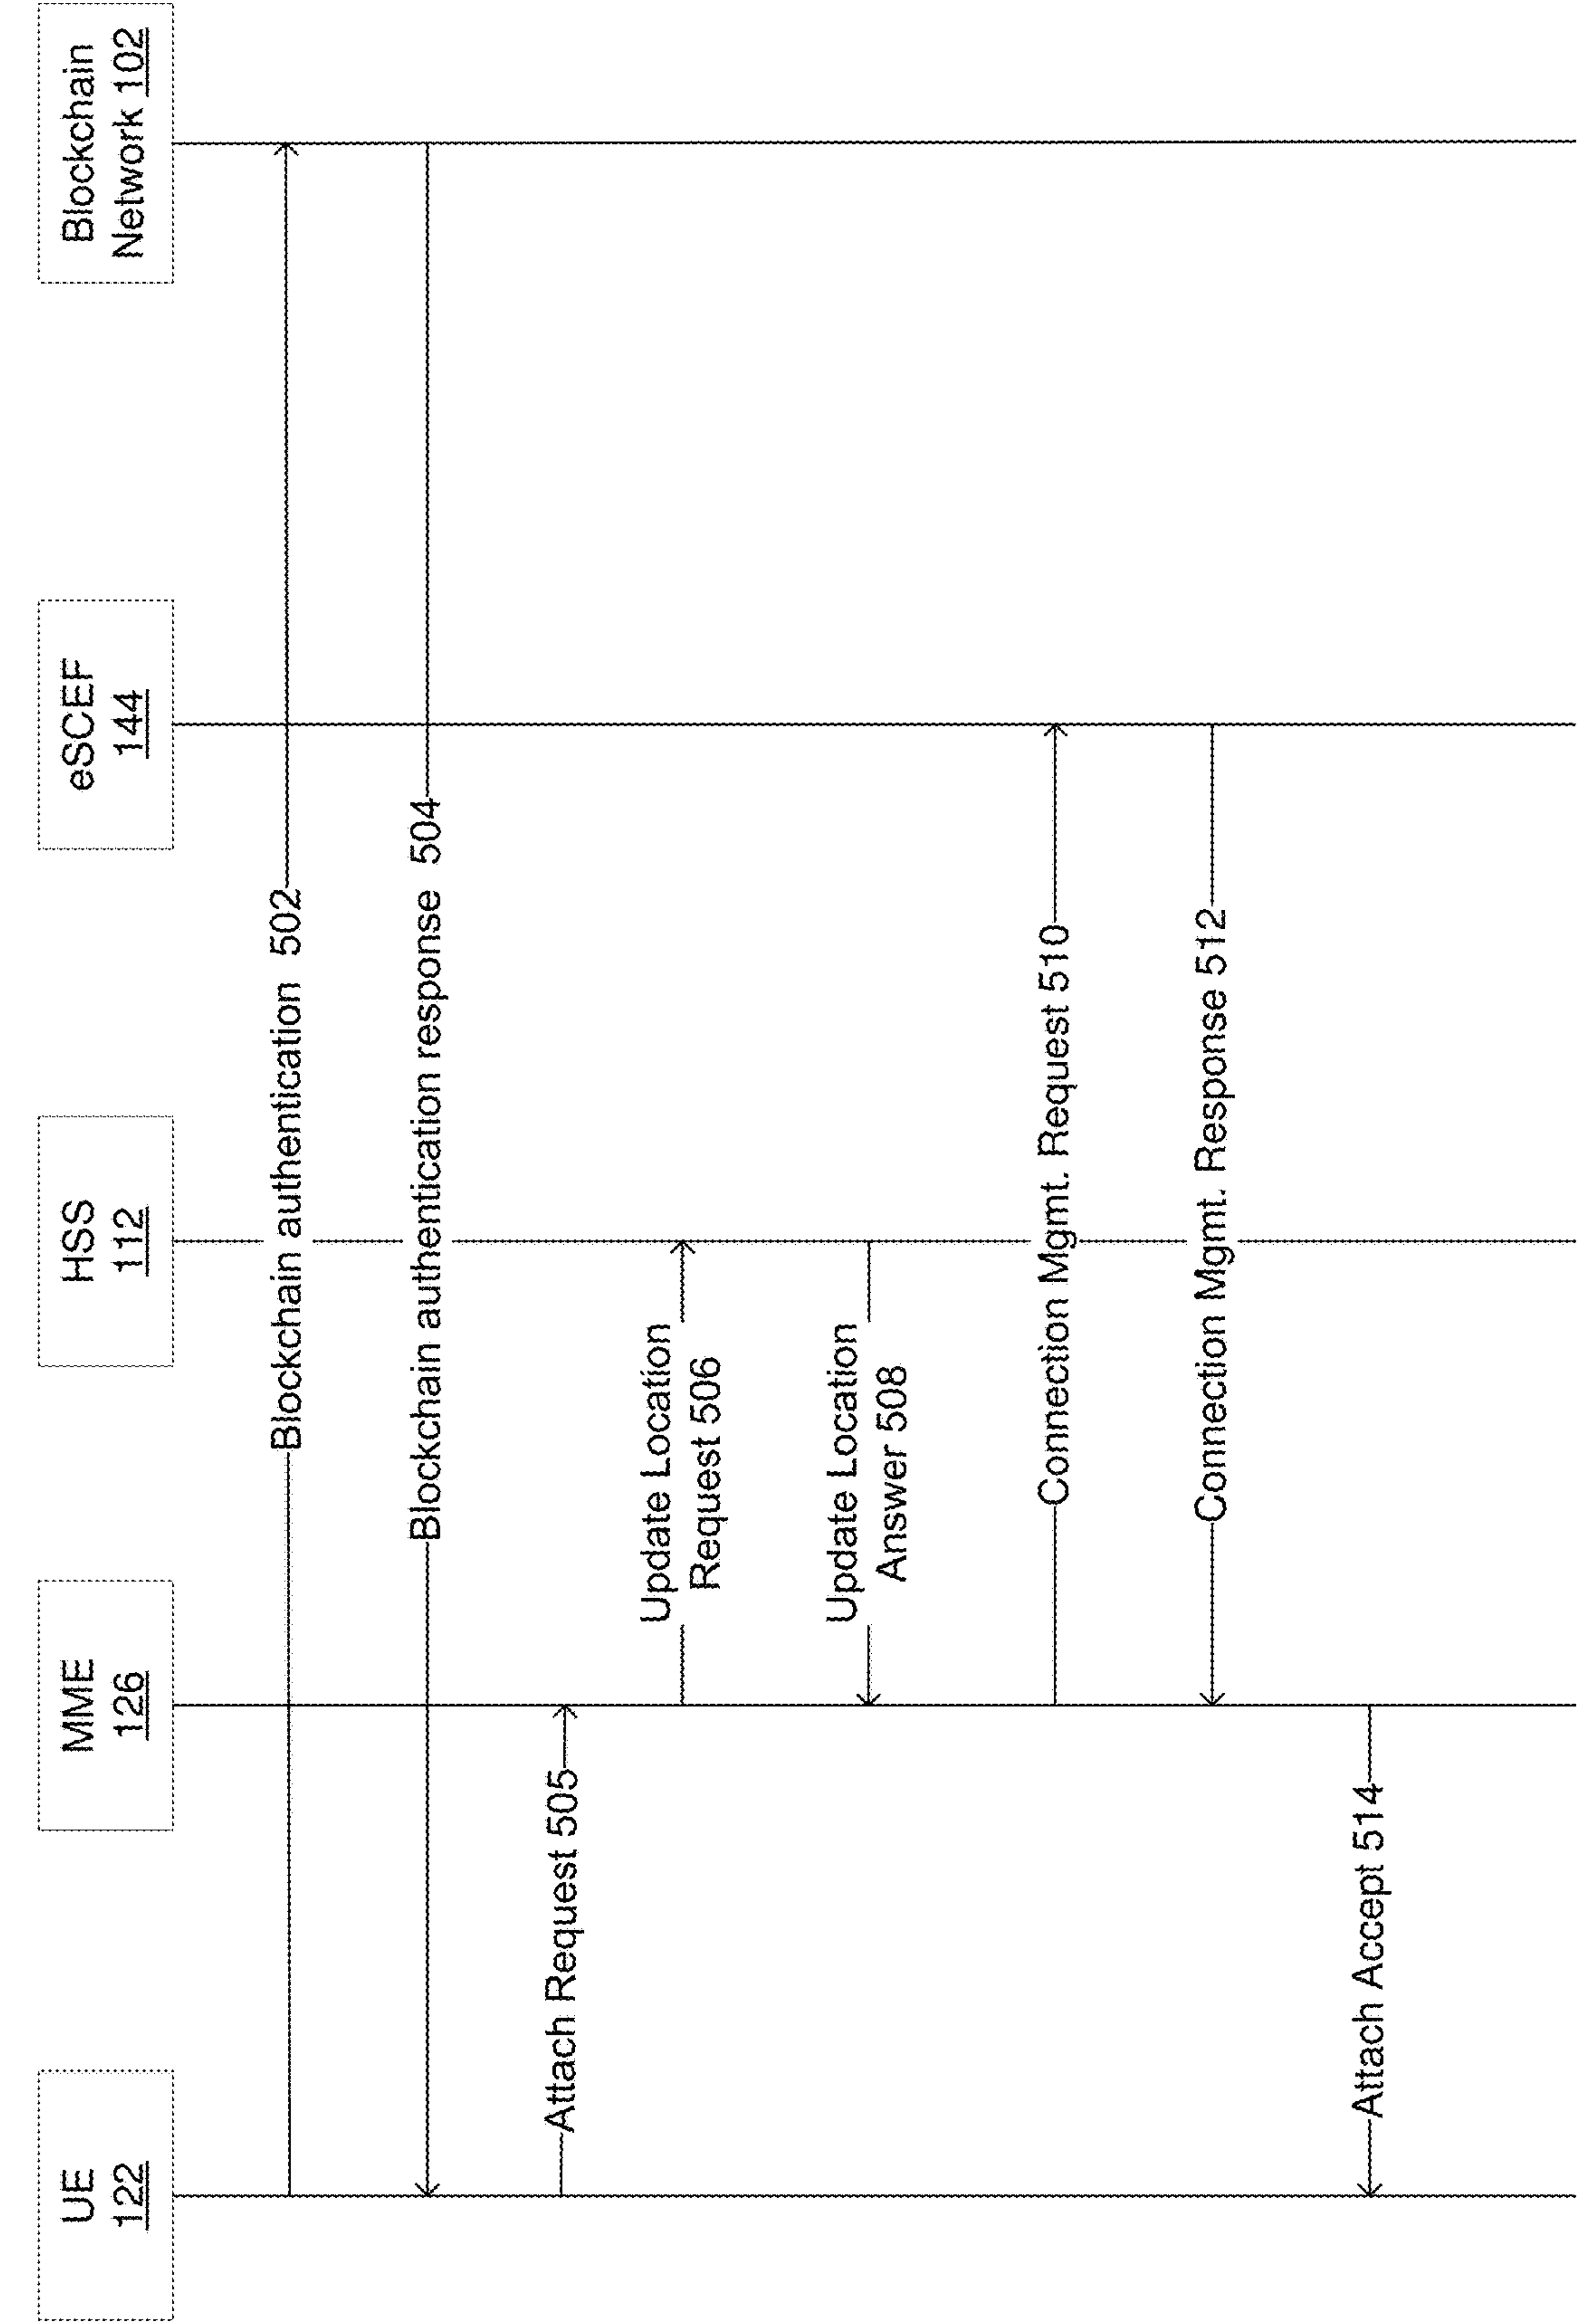 UE
122
MME
126
HSS
112
eSCEF
144
Blockchain
Network 102
Blockchain authentication 502
Blockchain authentication response 504
Attach Request 505
Update Location
Request 506
Update Location
Answer 508
Connection Mgmt. Request 510
Connection Mgmt. Response 512
Attach Accept 514